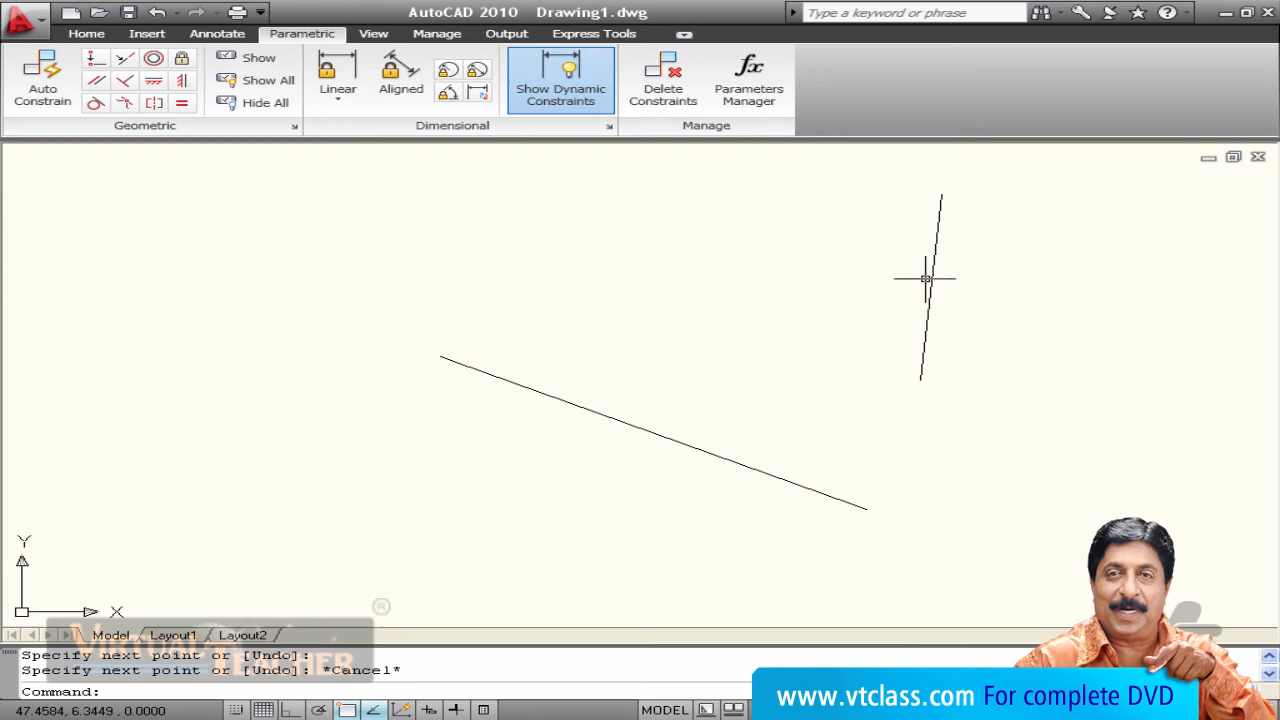 AutoCAD 2010 Drawing1.dwg
Type a keyword or phrase
Home Insert Annotate Parametric View Manage Output Express Tools
Show
Show All
Hide All
Auto
Constrain
Linear
Aligned
Show Dynamic
Constraints
Delete
Constraints
fx
Parameters
Manager
Geometric
Dimensional
Manage
Y
X
®
Model Layout1 Layout2
VIRTUAL
TEACHER
Specify next point or [Undo]:
Specify next point or [Undo]: *Cancel*
Command:
www.vtclass.com For complete DVD
47.4584, 6.3449, 0.0000
MODEL